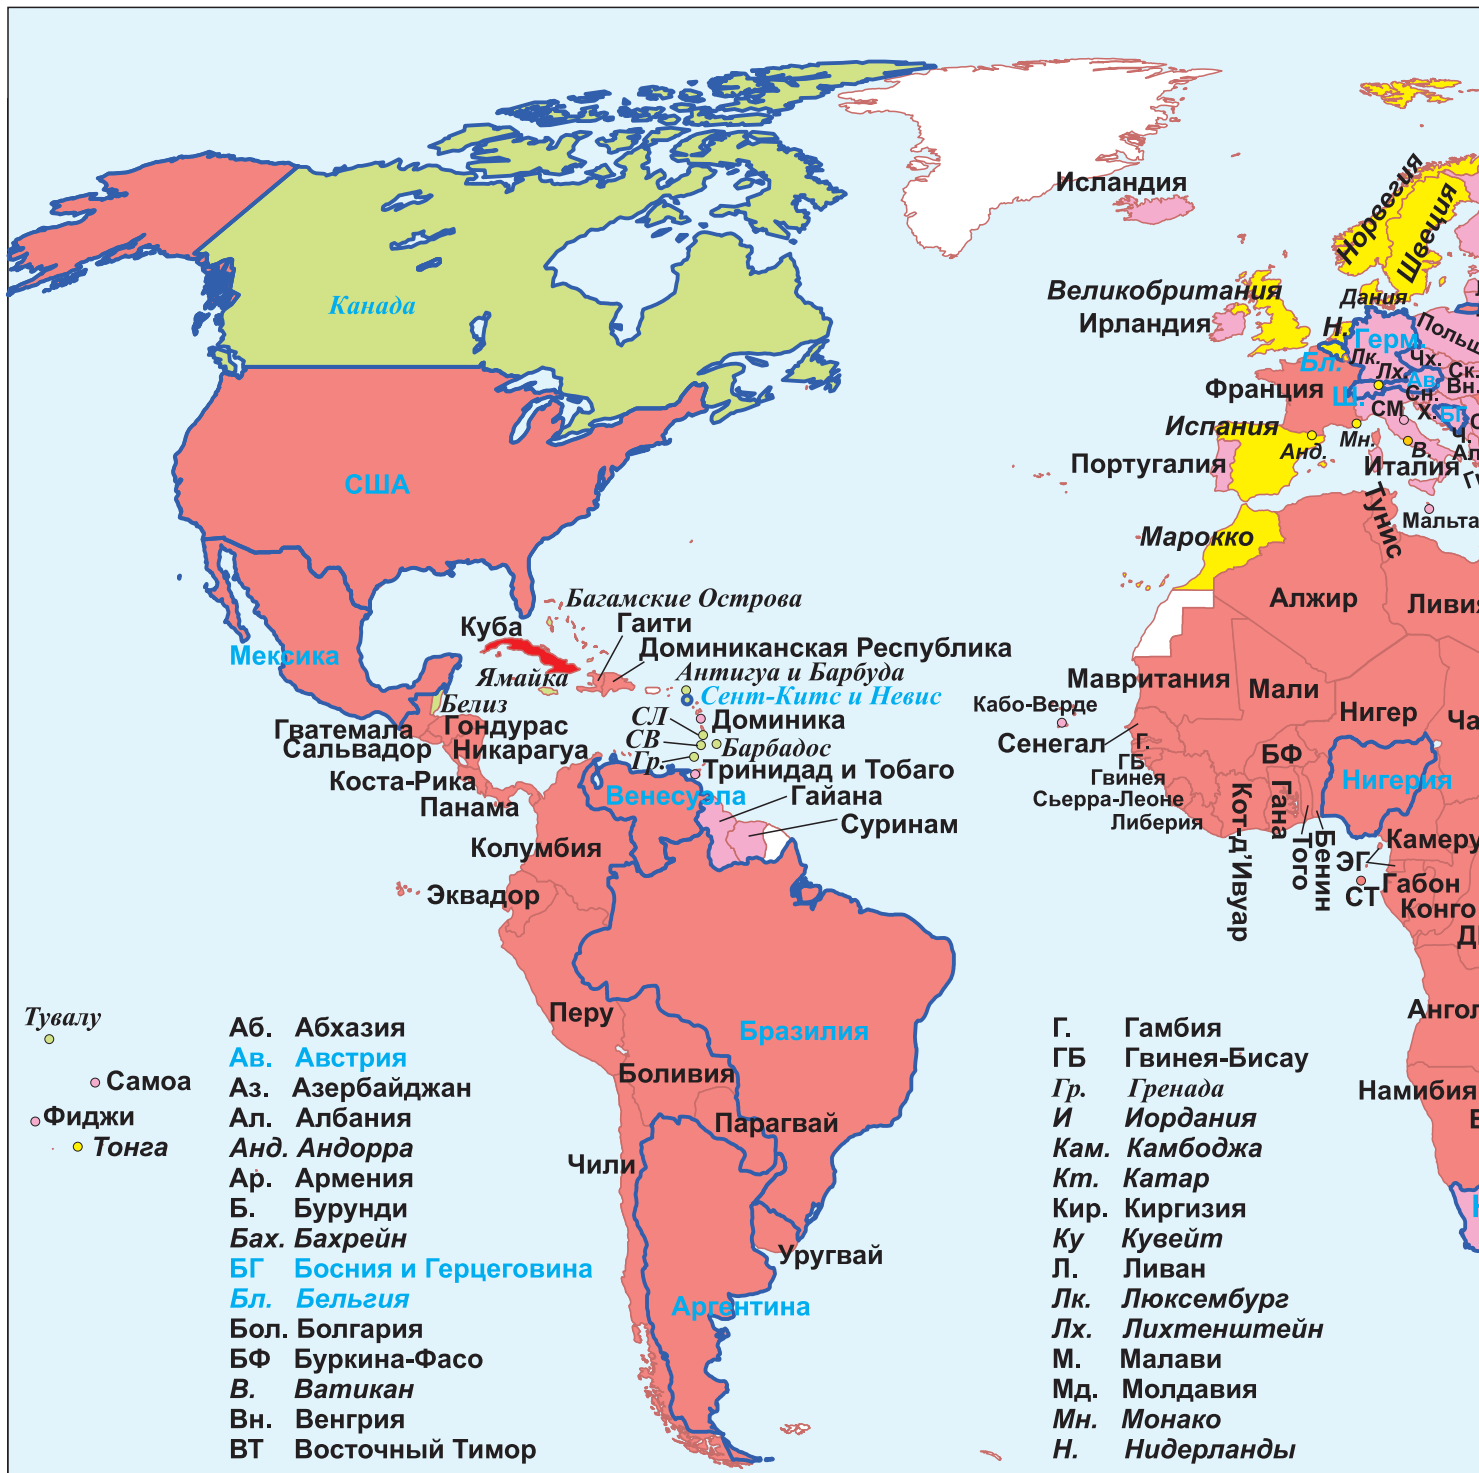 Исландия
Норвегия
Швеция
Канада
Великобритания
Дания
Ирландия
Н.
Герм.
Бл.
Лк.
Чх.
Лх.
Ск.
Франция
Ш.
Ав.
Вн.
Сн.
СМ
Х.
БГ
Испания
Анд.
Мн.
В.
Ч.
Португалия
Италия
США
Тунис
Мальта
Марокко
Багамские Острова
Алжир
Куба
Гаити
Доминиканская Республика
Мексика
Ямайка
Антигуа и Барбуда
Мавритания
Мали
Белиз
Сент-Китс и Невис
Кабо-Верде
Нигер
Гватемала
Гондурас
СЛ
Доминика
Сальвадор
Никарагуа
СВ
Барбадос
Сенегал
Г.
БФ
Гр.
ГБ
Коста-Рика
Тринидад и Тобаго
Гвинея
Нигерия
Панама
Венесуэла
Гайана
Сьерра-Леоне
Гана
Суринам
Либерия
Кот-д'Ивуар
Того
Бенин
Колумбия
ЭГ
Эквадор
СТ
Габон
Конго
Перу
Бразилия
Боливия
Парагвай
Чили
Уругвай
Аргентина
Намибия
Тувалу
Самоа
Фиджи
Тонга
Аб. Абхазия
Ав. Австрия
Аз. Азербайджан
Ал. Албания
Анд. Андорра
Ар. Армения
Б. Бурунди
Бах. Бахрейн
БГ Босния и Герцеговина
Бл. Бельгия
Бол. Болгария
БФ Буркина-Фасо
В. Ватикан
Вн. Венгрия
ВТ Восточный Тимор
Г. Гамбия
ГБ Гвинея-Бисау
Гр. Гренада
И Иордания
Кам. Камбоджа
Кт. Катар
Кир. Киргизия
Ку Кувейт
Л. Ливан
Лк. Люксембург
Лх. Лихтенштейн
М. Малави
Мд. Молдавия
Мн. Монако
Н. Нидерланды